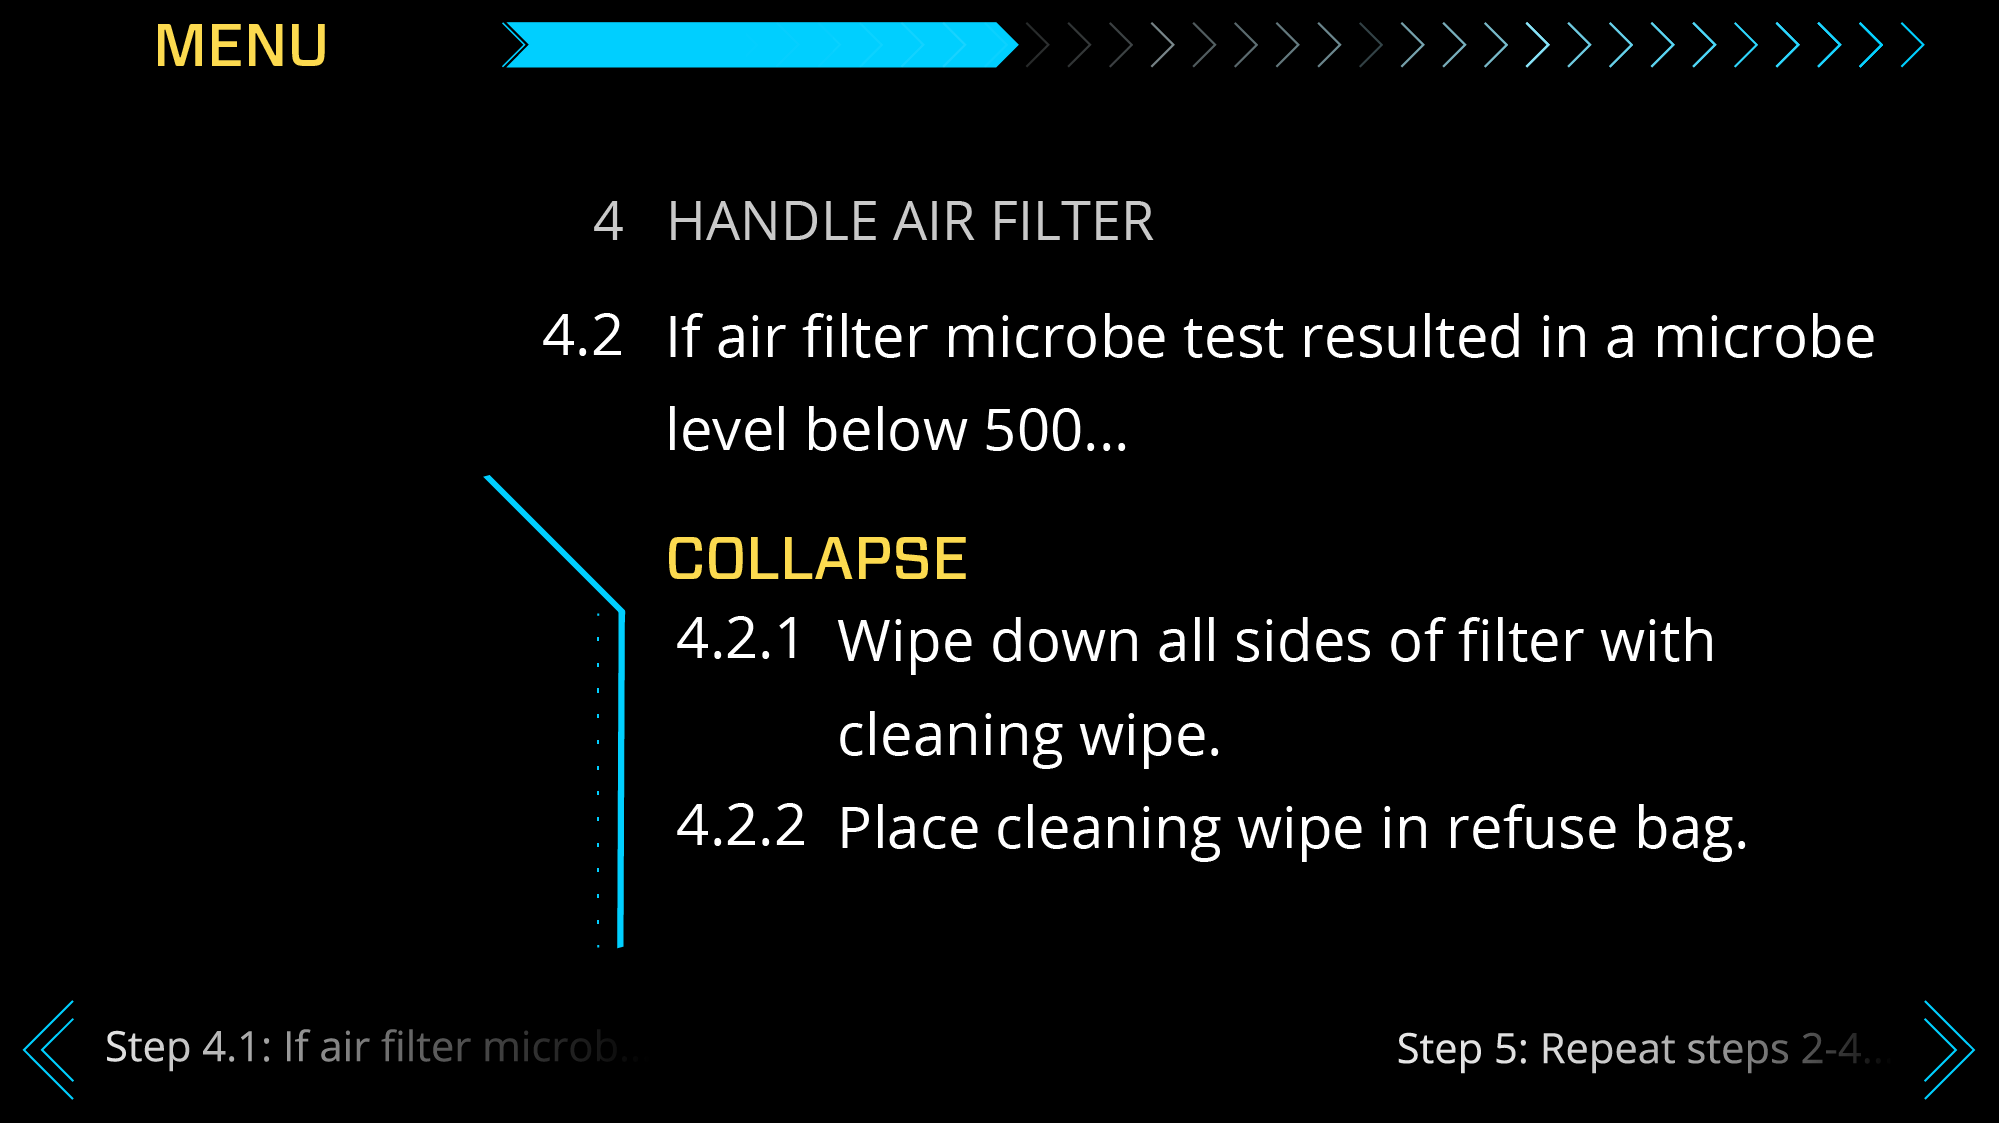 MENU
4 HANDLE AIR FILTER
4.2 If air filter microbe test resulted in a microbe
level below 500...
COLLAPSE
4.2.1 Wipe down all sides of filter with
cleaning wipe.
4.2.2 Place cleaning wipe in refuse bag.
Step 4.1: If air filter microb...
Step 5: Repeat steps 2-4...